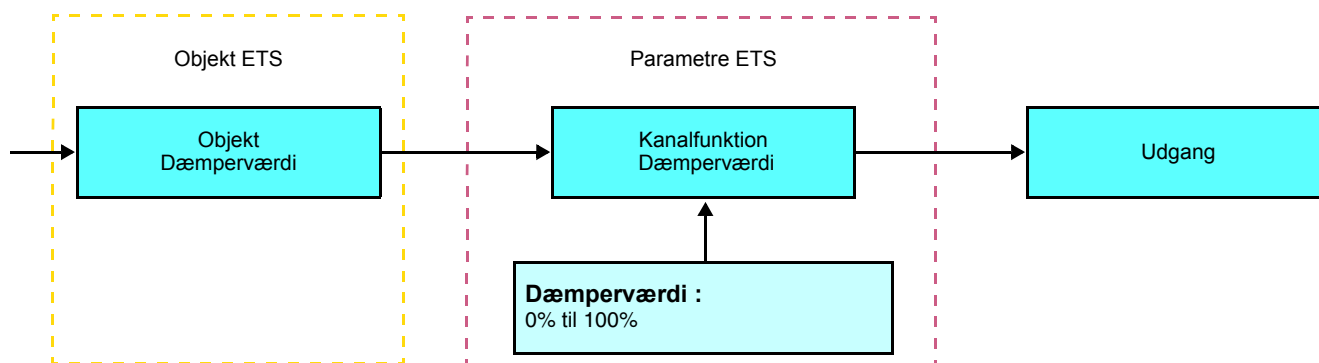 Objekt ETS
Parametre ETS
Objekt
Dæmperværdi
Kanalfunktion
Dæmperværdi
Udgang
Dæmperværdi :
0% til 100%